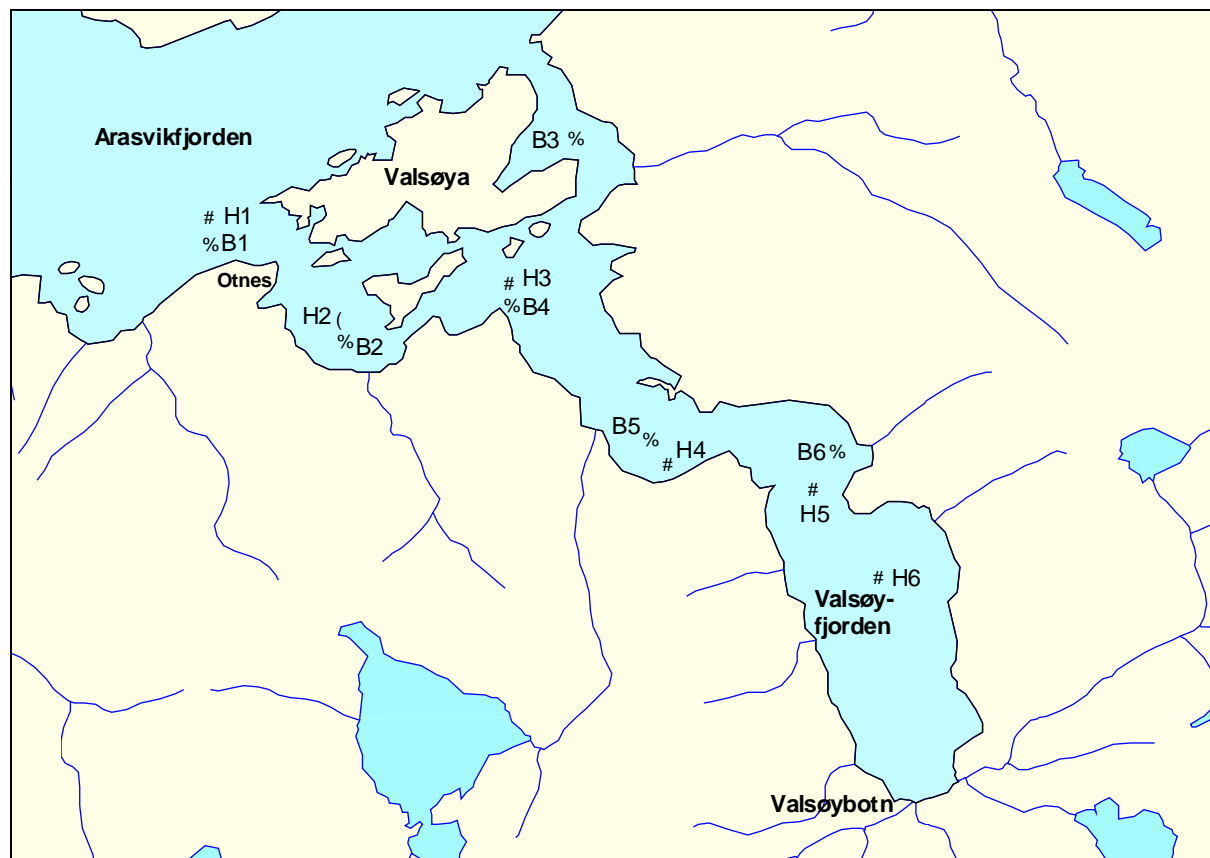 Arasvikfjorden
B3 %
Valsøya
# H1
%B1
Otnes
# H3
%B4
H2 (
%B2
B5 %
# H4
B6 %
#
H5
# H6
Valsøy-
fjorden
Valsøybotn